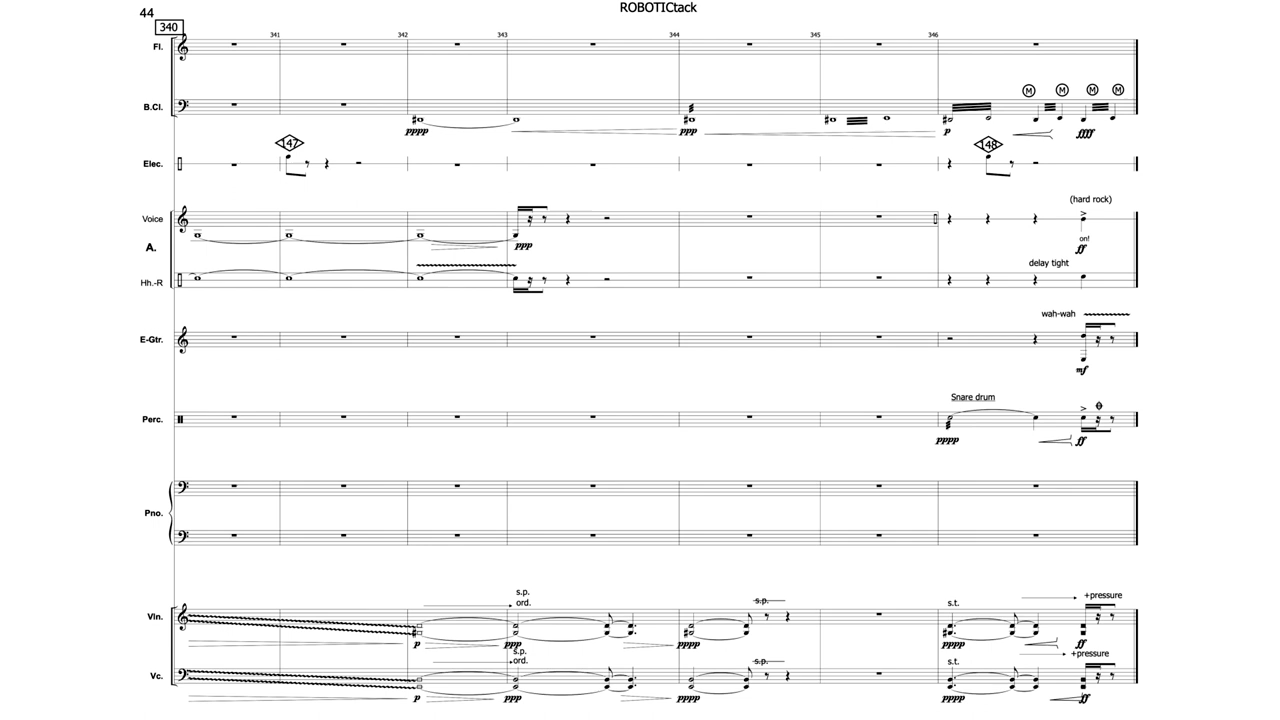 44
ROBOTICtack
340
341
342
343
344
345
346
Fl.
M M M M
B.Cl.
pppp
ppp
p
ffff
147
148
Elec.
(hard rock)
Voice
A.
ppp
on!
ff
delay tight
Hh.-R
wah-wah
E-Gtr.
mf
Snare drum
Perc.
pppp
ff
Pno.
s.p.
ord.
s.p.
s.t.
+pressure
Vln.
p
ppp
pppp
pppp
ff
s.p.
ord.
s.p.
s.t.
+pressure
Vc.
p
ppp
pppp
pppp
ff